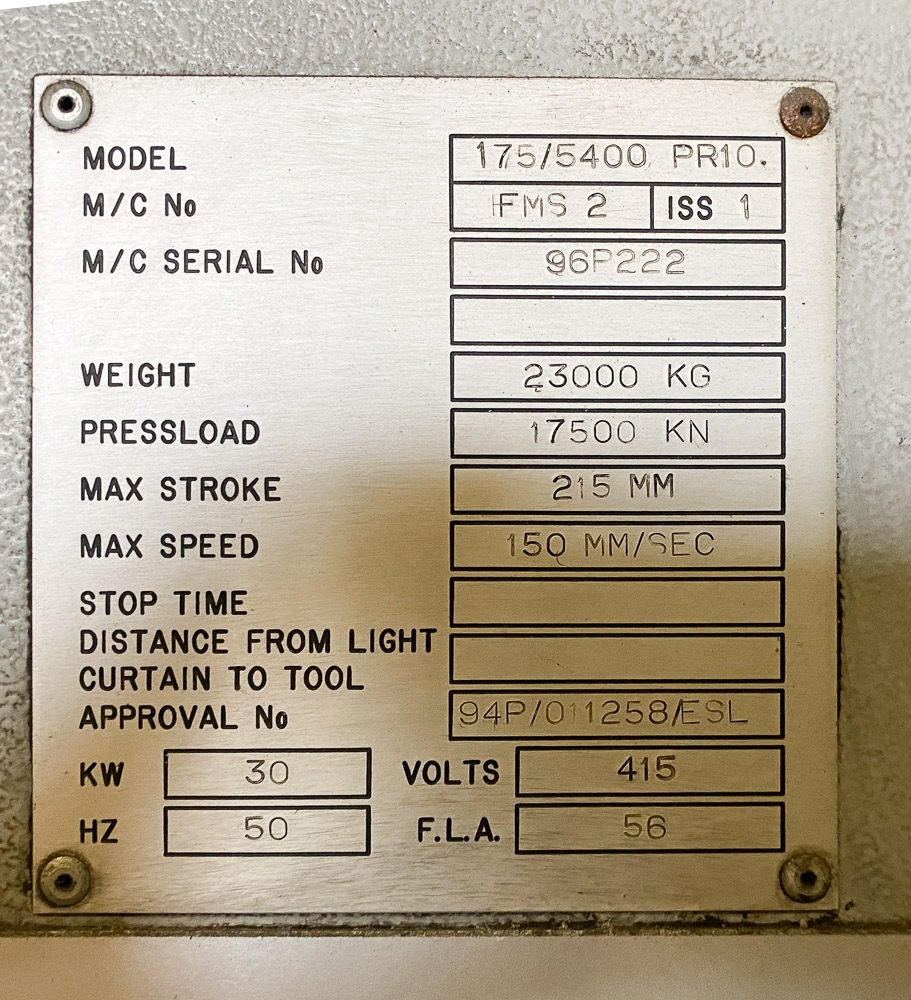 MODEL 175/5400 PR10.
M/C No FMS 2 ISS 1
M/C SERIAL No 96P222
WEIGHT 23000 KG
PRESSLOAD 17500 KN
MAX STROKE 215 MM
MAX SPEED 150 MM/SEC
STOP TIME
DISTANCE FROM LIGHT
CURTAIN TO TOOL
APPROVAL No 94P/011258/ESL
KW 30 VOLTS 415
HZ 50 F.L.A. 56